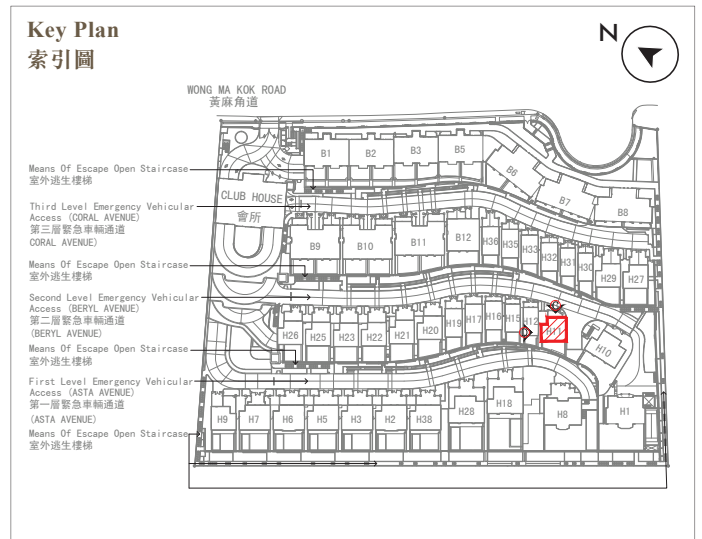 Key Plan
索引圖
N
WONG MA KOK ROAD
黃麻角道
Means Of Escape Open Staircase
室外逃生樓梯
Third Level Emergency Vehicular
Access (CORAL AVENUE)
第三層緊急車輛通道
CORAL AVENUE)
Means Of Escape Open Staircase
室外逃生樓梯
Second Level Emergency Vehicular
Access (BERYL AVENUE)
第二層緊急車輛通道
(BERYL AVENUE)
Means Of Escape Open Staircase
室外逃生樓梯
First Level Emergency Vehicular
Access (ASTA AVENUE)
第一層緊急車輛通道
(ASTA AVENUE)
Means Of Escape Open Staircase
室外逃生樓梯
CLUB HOUSE
會所
B1 B2 B3 B5 B6 B7 B8
B9 B10 B11 B12 H36 H35 H33 H32 H31 H30 H29 H27
H26 H25 H23 H22 H21 H20 H19 H17 H16 H15 H12 H11 H10
H9 H7 H6 H5 H3 H2 H38 H28 H18 H8 H1